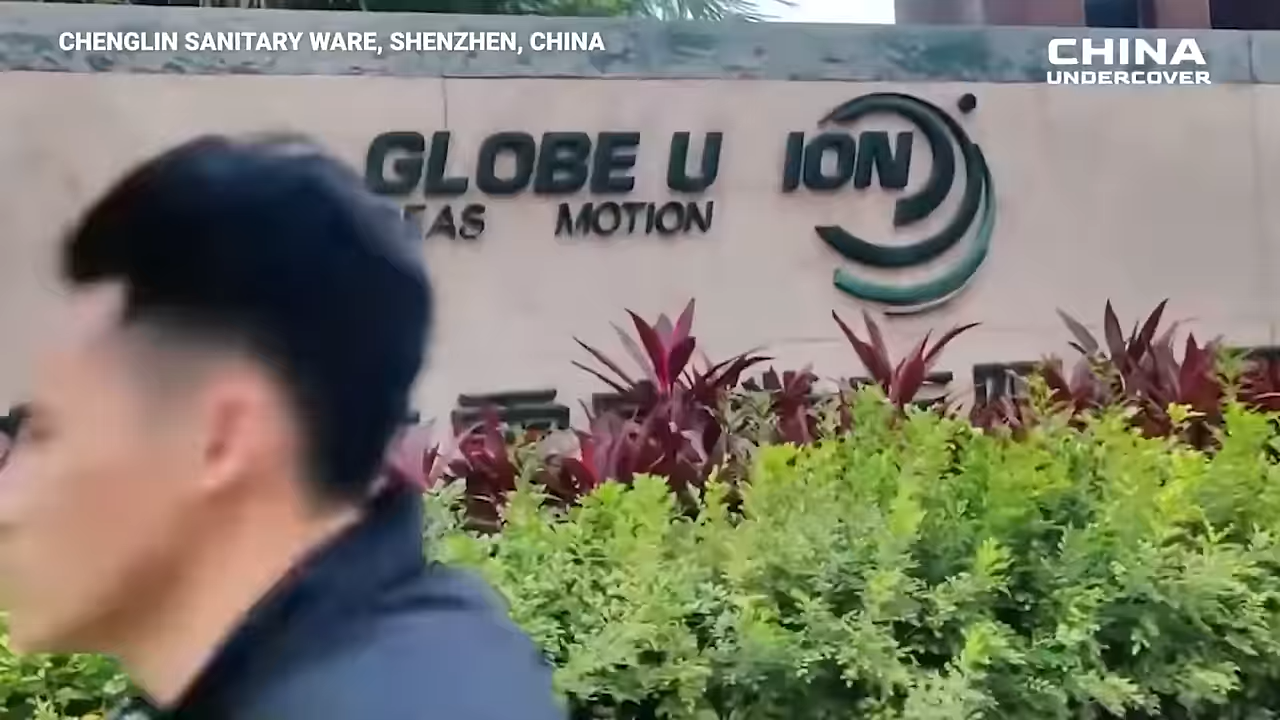 CHENGLIN SANITARY WARE, SHENZHEN, CHINA
CHINA
UNDERCOVER
GLOBE U ION
EAS MOTION